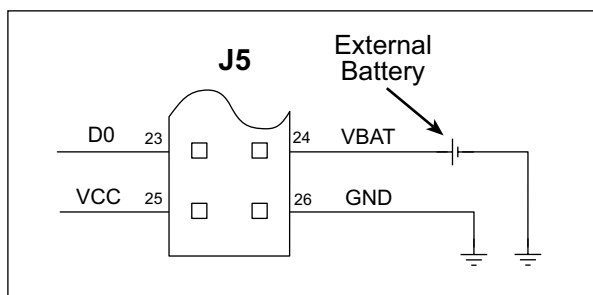 External
Battery
J5
D0 23 24 VBAT
VCC 25 26 GND